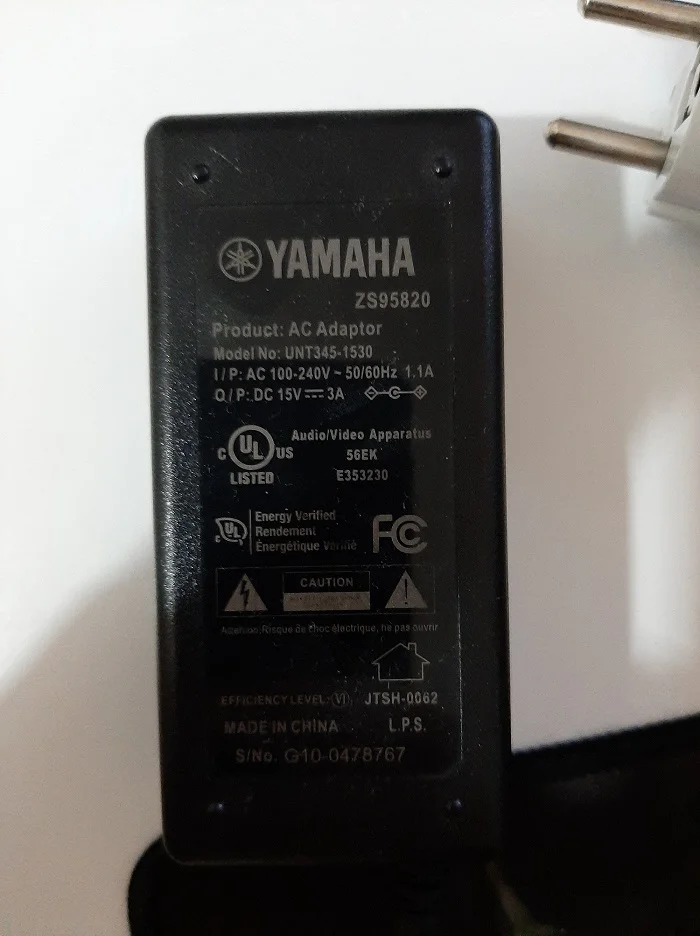 YAMAHA
ZS95820
Product: AC Adaptor
Model No: UNT345-1530
I/P: AC 100-240V ~ 50/60Hz 1.1A
O/P: DC 15V ⎓ 3A
Audio/Video Apparatus
C UL US
56EK
LISTED
E353230
Energy Verified
C UL
Rendement
Énergétique Vérifié
FC
CAUTION
Attention: Risque de choc électrique, ne pas ouvrir
EFFICIENCY LEVEL: VI JTSH-0062
MADE IN CHINA L.P.S.
S/No. G10-0478767